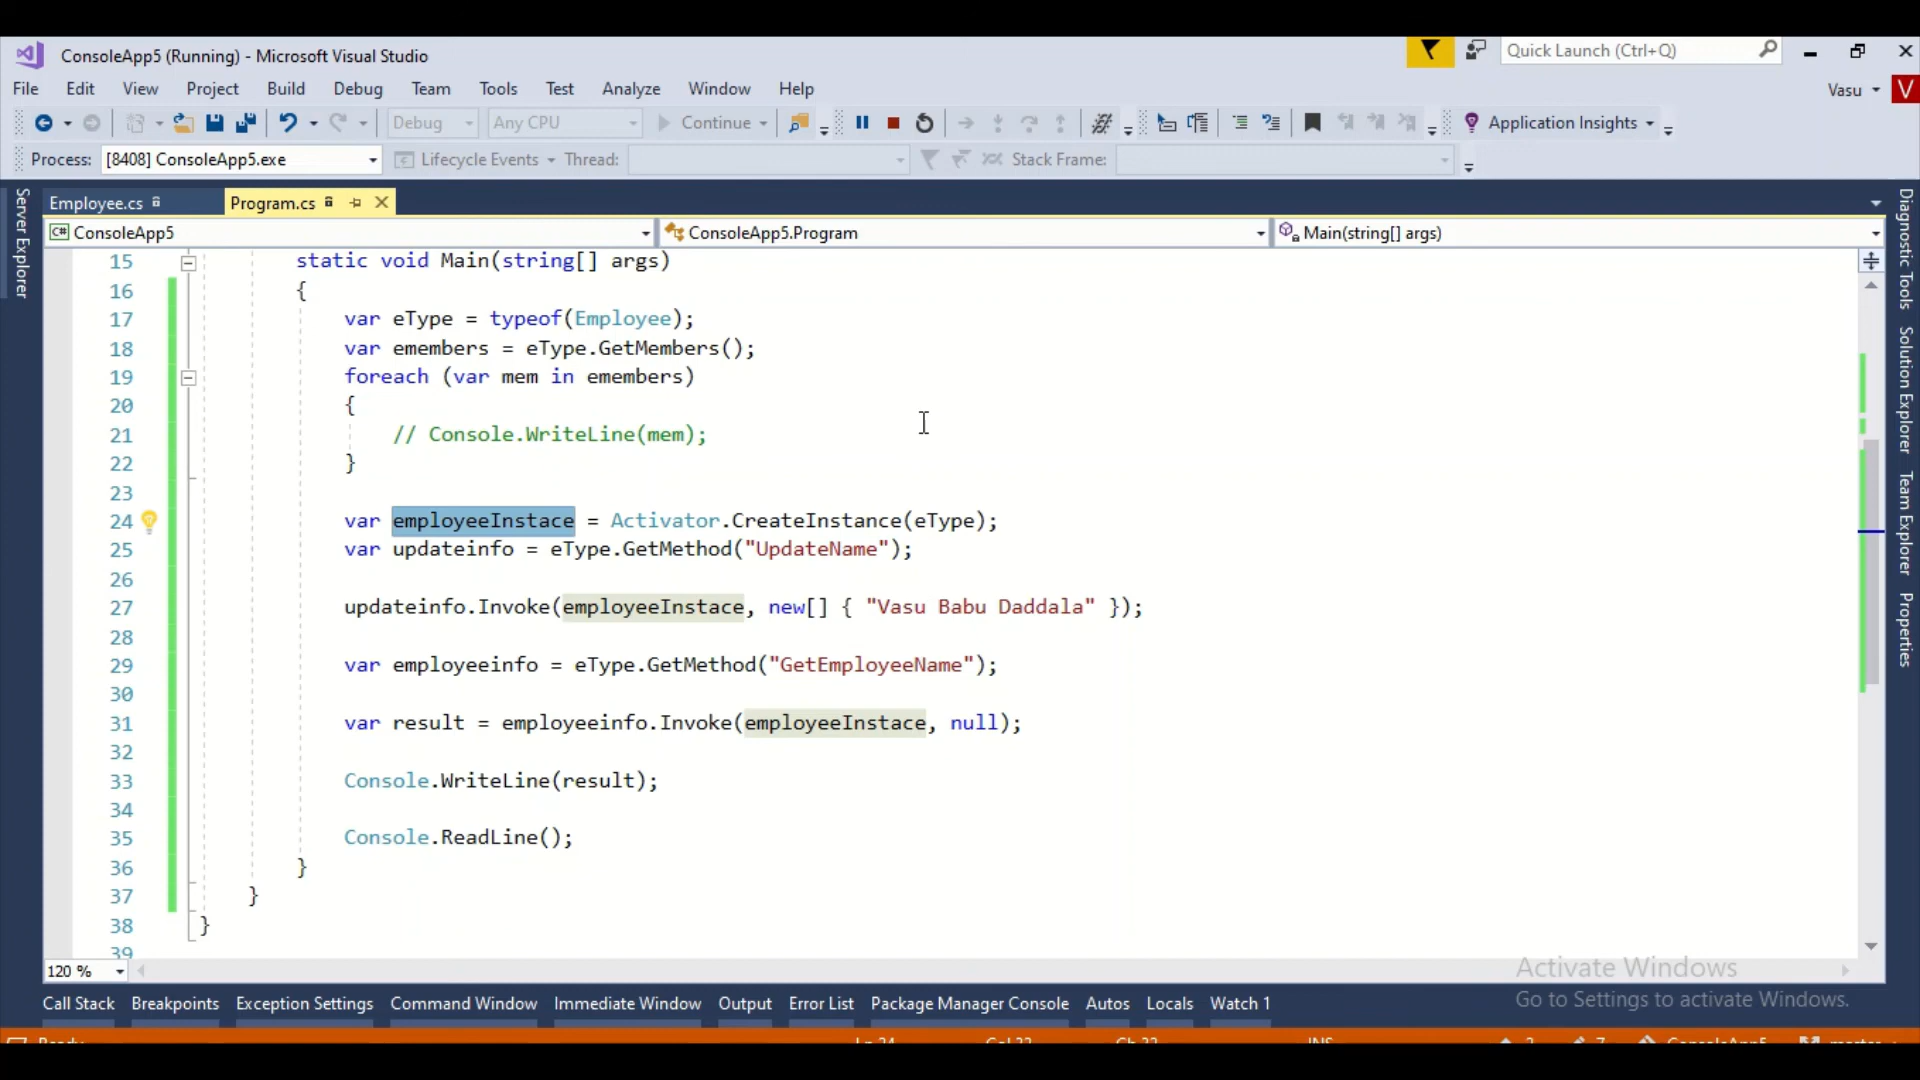 ConsoleApp5 (Running) - Microsoft Visual Studio
Quick Launch (Ctrl+Q)
File Edit View Project Build Debug Team Tools Test Analyze Window Help
Vasu V
Debug Any CPU Continue Application Insights
Process: [8408] ConsoleApp5.exe Lifecycle Events Thread: Stack Frame:
Employee.cs Program.cs
C# ConsoleApp5 ConsoleApp5.Program Main(string[] args)
Server Explorer
Diagnostic Tools
Solution Explorer
Team Explorer
Properties
15 static void Main(string[] args)
16 {
17 var eType = typeof(Employee);
18 var emembers = eType.GetMembers();
19 foreach (var mem in emembers)
20 {
21 // Console.WriteLine(mem);
22 }
23
24 var employeeInstace = Activator.CreateInstance(eType);
25 var updateinfo = eType.GetMethod("UpdateName");
26
27 updateinfo.Invoke(employeeInstace, new[] { "Vasu Babu Daddala" });
28
29 var employeeinfo = eType.GetMethod("GetEmployeeName");
30
31 var result = employeeinfo.Invoke(employeeInstace, null);
32
33 Console.WriteLine(result);
34
35 Console.ReadLine();
36 }
37 }
38 }
39
120 %
Activate Windows
Go to Settings to activate Windows.
Call Stack Breakpoints Exception Settings Command Window Immediate Window Output Error List Package Manager Console Autos Locals Watch 1